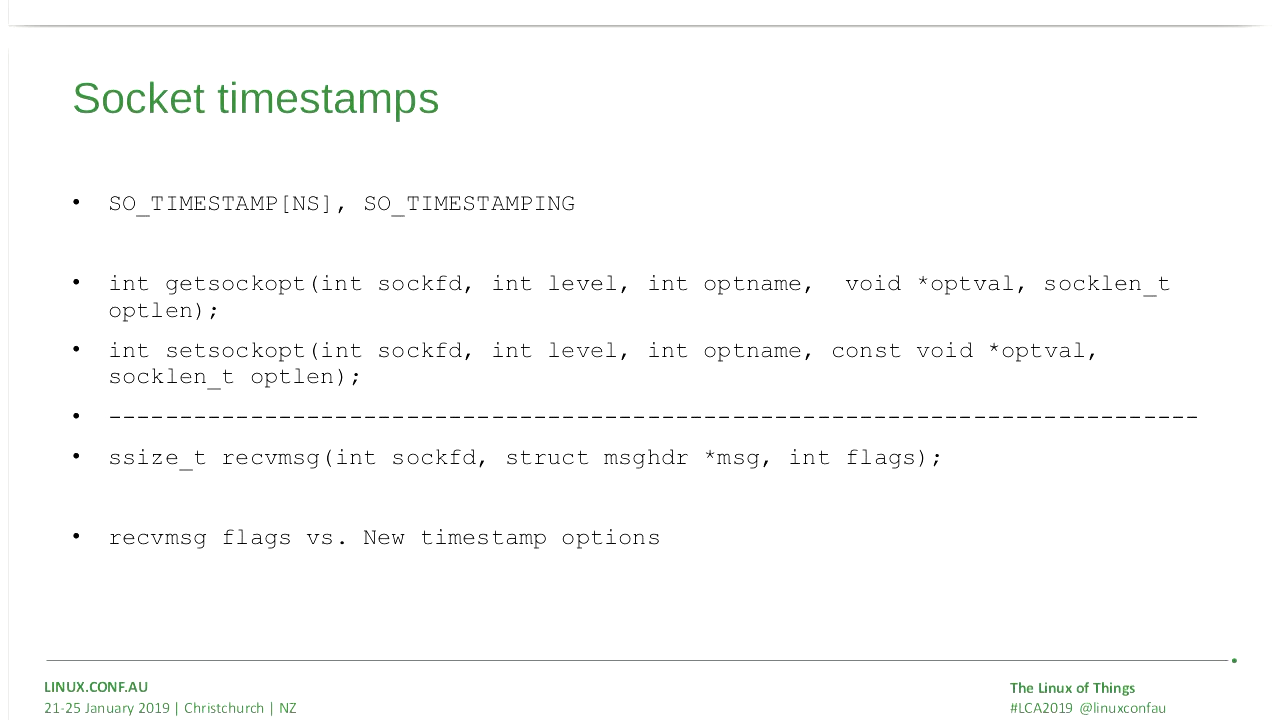 Socket timestamps
• SO_TIMESTAMP[NS], SO_TIMESTAMPING
• int getsockopt(int sockfd, int level, int optname,  void *optval, socklen_t
optlen);
• int setsockopt(int sockfd, int level, int optname, const void *optval,
socklen_t optlen);
• -----------------------------------------------------------------------------
• ssize_t recvmsg(int sockfd, struct msghdr *msg, int flags);
• recvmsg flags vs. New timestamp options
LINUX.CONF.AU
21-25 January 2019 | Christchurch | NZ
The Linux of Things
#LCA2019 @linuxconfau